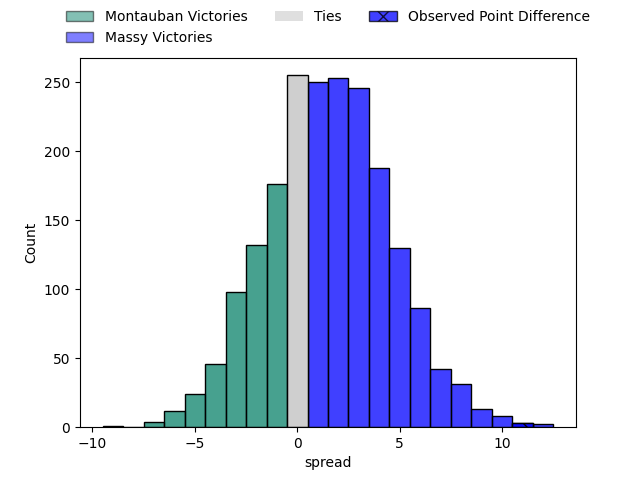 Montauban Victories
Ties
Observed Point Difference
Massy Victories
250
200
150
100
50
0
Count
−10
−5
0
5
10
spread